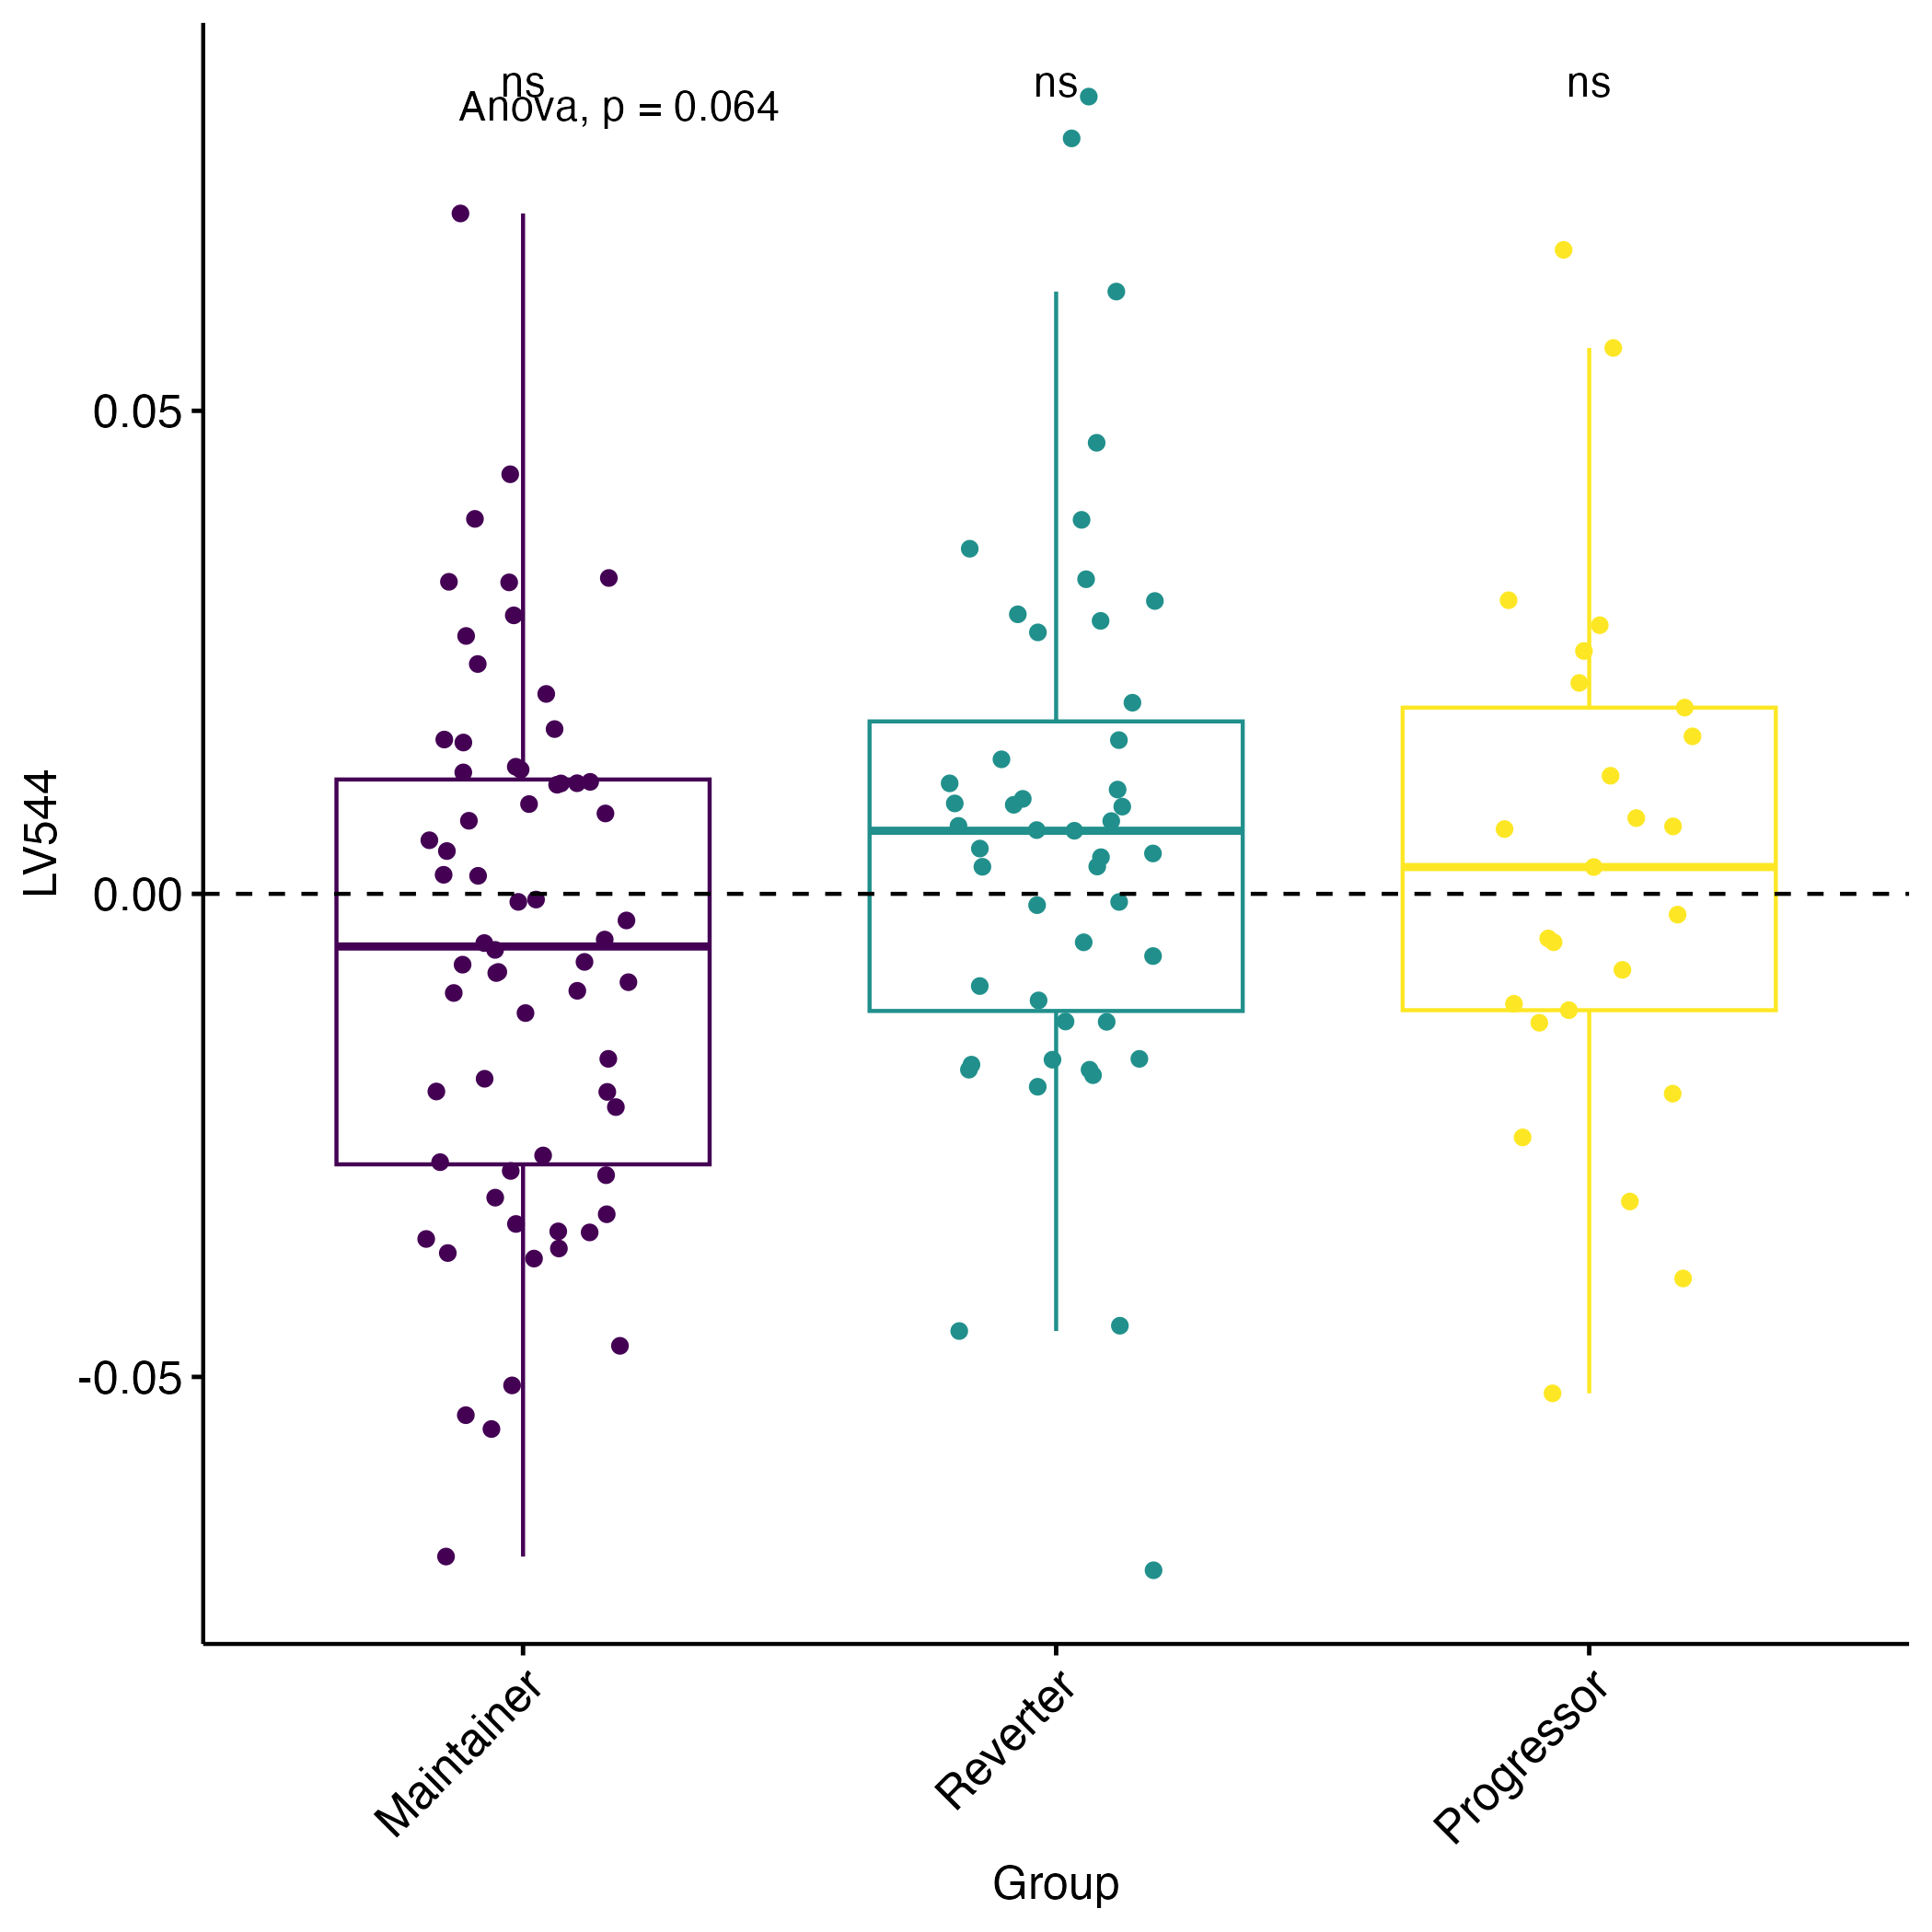 ns
ns
ns
Anova, p = 0.064
LV544
0.05
0.00
-0.05
Maintainer
Reverter
Progressor
Group